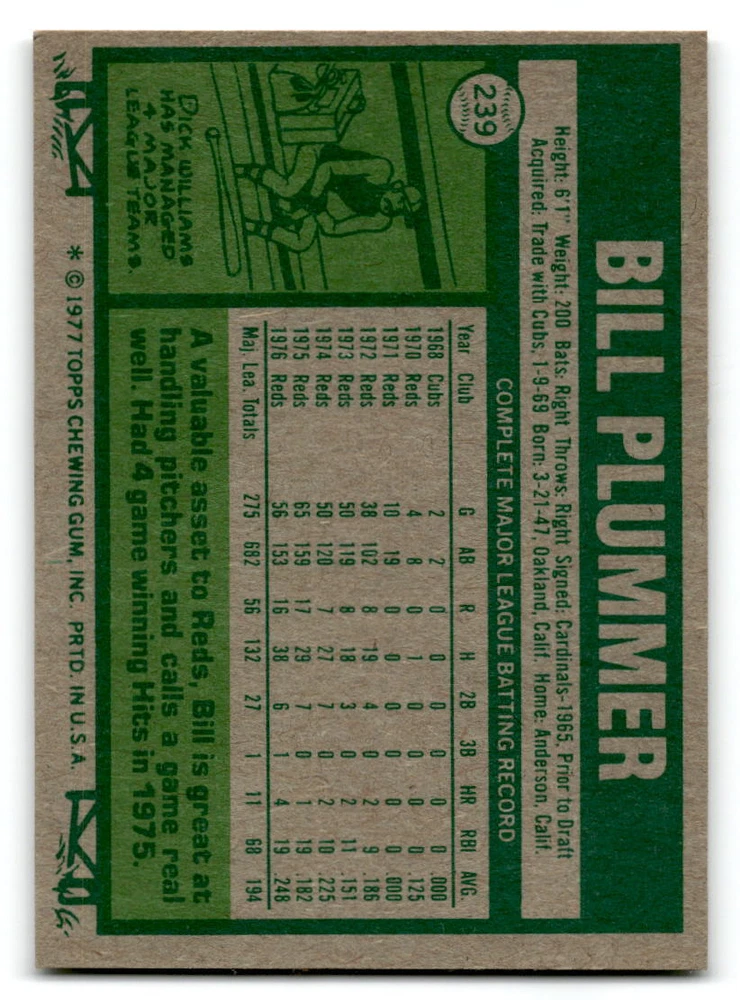 239
BILL PLUMMER
Height: 6'1" Weight: 200 Bats: Right Throws: Right Signed: Cardinals-1965, Prior to Draft
Acquired: Trade with Cubs, 1-9-69 Born: 3-21-47, Oakland, Calif. Home: Anderson, Calif.
COMPLETE MAJOR LEAGUE BATTING RECORD
Year Club G AB R H 2B 3B HR RBI AVG.
1968 Cubs 2 2 0 0 0 0 0 0 .000
1970 Reds 4 8 0 1 0 0 0 0 .125
1971 Reds 10 19 0 0 0 0 0 0 .000
1972 Reds 38 102 8 19 4 0 2 9 .186
1973 Reds 50 119 8 18 3 0 2 11 .151
1974 Reds 50 120 7 27 7 0 2 10 .225
1975 Reds 65 159 17 29 7 0 1 19 .182
1976 Reds 56 153 16 38 6 1 4 19 .248
Maj. Lea. Totals 275 682 56 132 27 1 11 68 .194
DICK WILLIAMS
HAS MANAGED
4 MAJOR
LEAGUE TEAMS.
A valuable asset to Reds, Bill is great at
handling pitchers and calls a game real
well. Had 4 game winning Hits in 1975.
* © 1977 TOPPS CHEWING GUM, INC. PRTD. IN U.S.A.